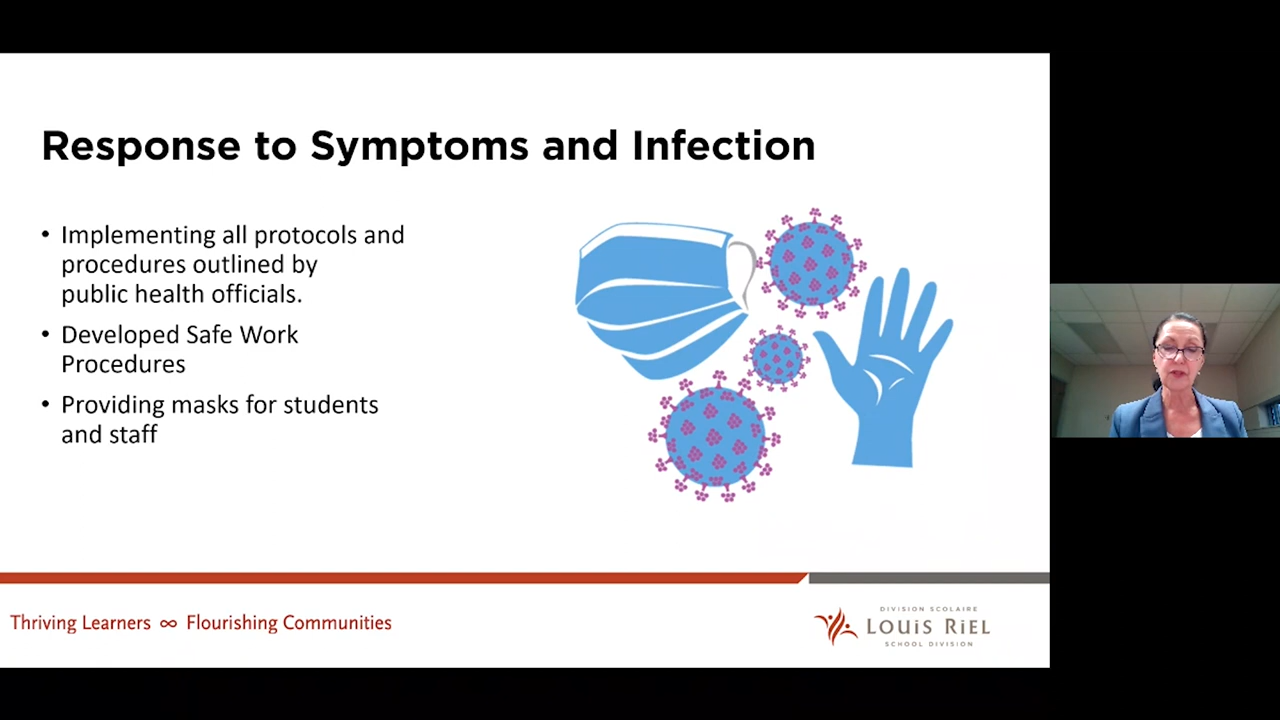 Response to Symptoms and Infection
• Implementing all protocols and
procedures outlined by
public health officials.
• Developed Safe Work
Procedures
• Providing masks for students
and staff
Thriving Learners ∞ Flourishing Communities
DIVISION SCOLAIRE
LOUIS RIEL
SCHOOL DIVISION